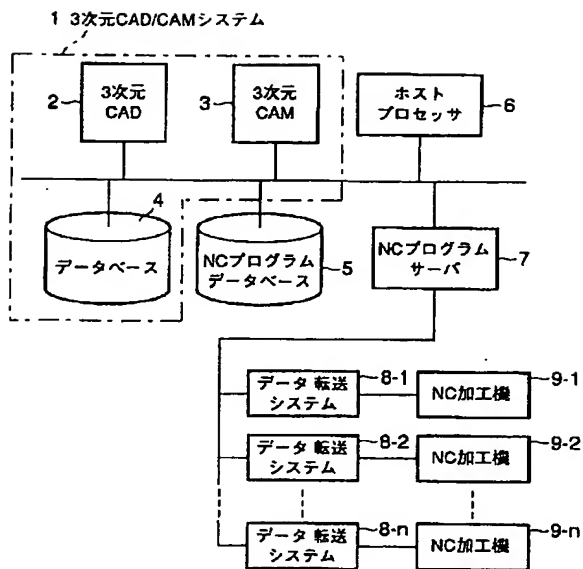 1 3次元CAD/CAMシステム
2
3次元
CAD
3
3次元
CAM
ホスト
プロセッサ
6
4
データベース
NCプログラム
データベース
5
NCプログラム
サーバ
7
データ 転送
システム
8-1
NC加工機
9-1
データ 転送
システム
8-2
NC加工機
9-2
データ 転送
システム
8-n
NC加工機
9-n